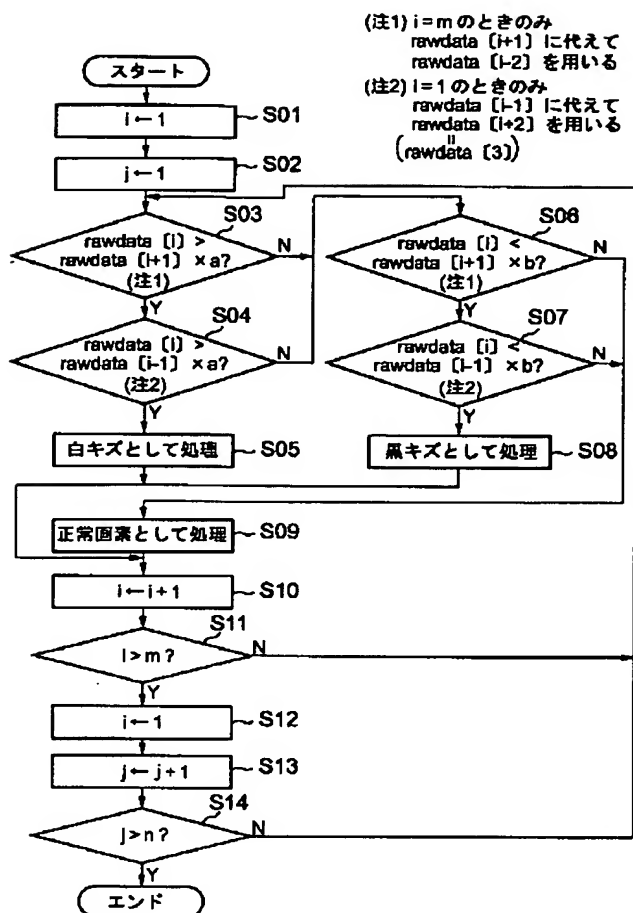 (注1) i=mのときのみ
rawdata〔i+1〕に代えて
rawdata〔i-2〕を用いる
(注2) i=1のときのみ
rawdata〔i-1〕に代えて
rawdata〔i+2〕を用いる
(rawdata〔3〕)
スタート
i←1
S01
j←1
S02
S03
rawdata〔i〕>
rawdata〔i+1〕×a?
(注1)
N
Y
S04
rawdata〔i〕>
rawdata〔i-1〕×a?
(注2)
N
Y
白キズとして処理
S05
S06
rawdata〔i〕<
rawdata〔i+1〕×b?
(注1)
N
Y
S07
rawdata〔i〕<
rawdata〔i-1〕×b?
(注2)
N
Y
黒キズとして処理
S08
正常画素として処理
S09
i←i+1
S10
S11
i>m?
N
Y
i←1
S12
j←j+1
S13
S14
j>n?
N
Y
エンド